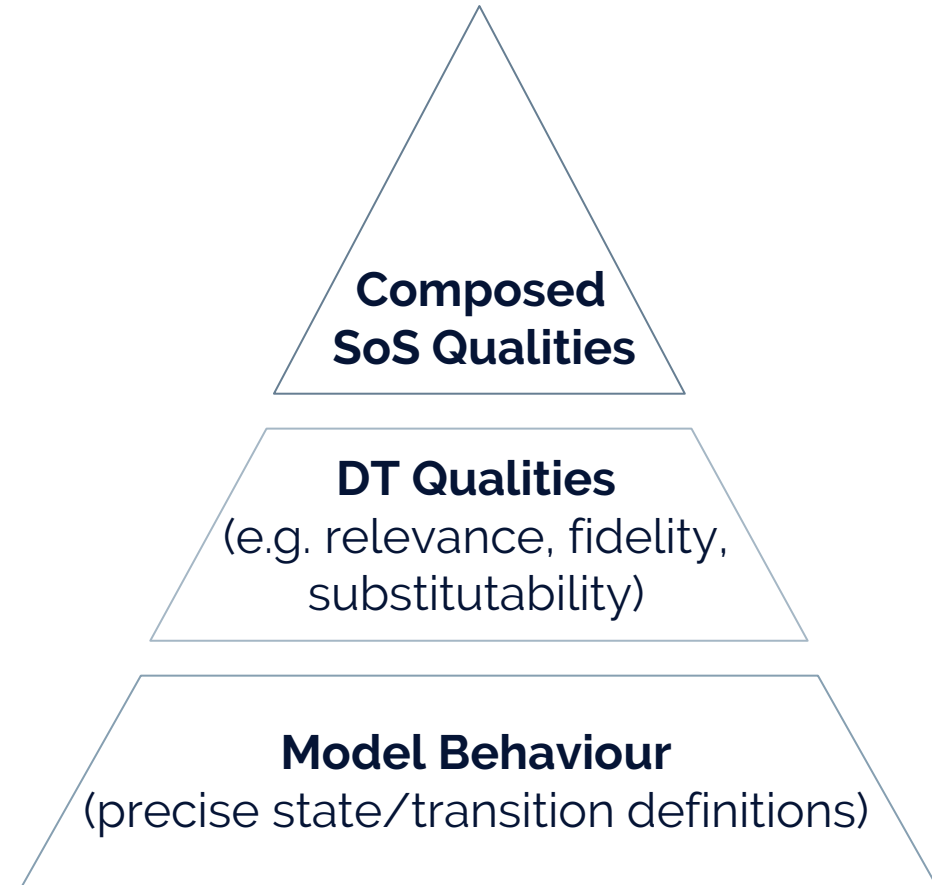 Composed
SoS Qualities
DT Qualities
(e.g. relevance, fidelity,
substitutability)
Model Behaviour
(precise state/transition definitions)